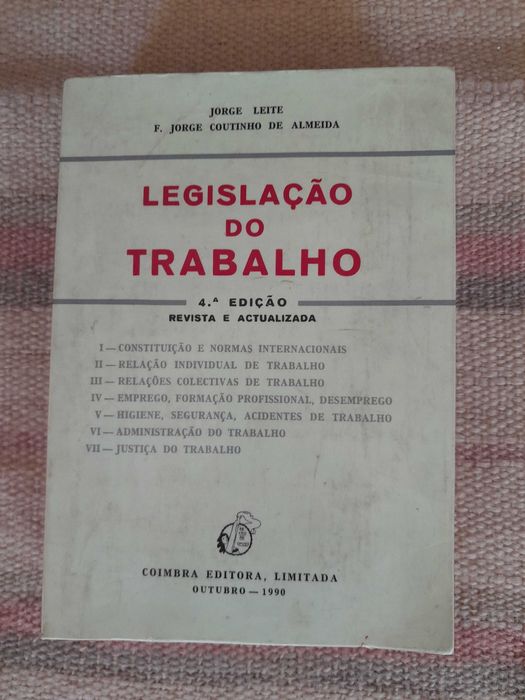 JORGE LEITE
F. JORGE COUTINHO DE ALMEIDA
LEGISLAÇÃO
DO
TRABALHO
4.ª EDIÇÃO
REVISTA E ACTUALIZADA
I — CONSTITUIÇÃO E NORMAS INTERNACIONAIS
II — RELAÇÃO INDIVIDUAL DE TRABALHO
III — RELAÇÕES COLECTIVAS DE TRABALHO
IV — EMPREGO, FORMAÇÃO PROFISSIONAL, DESEMPREGO
V — HIGIENE, SEGURANÇA, ACIDENTES DE TRABALHO
VI — ADMINISTRAÇÃO DO TRABALHO
VII — JUSTIÇA DO TRABALHO
COIMBRA EDITORA, LIMITADA
OUTUBRO — 1990